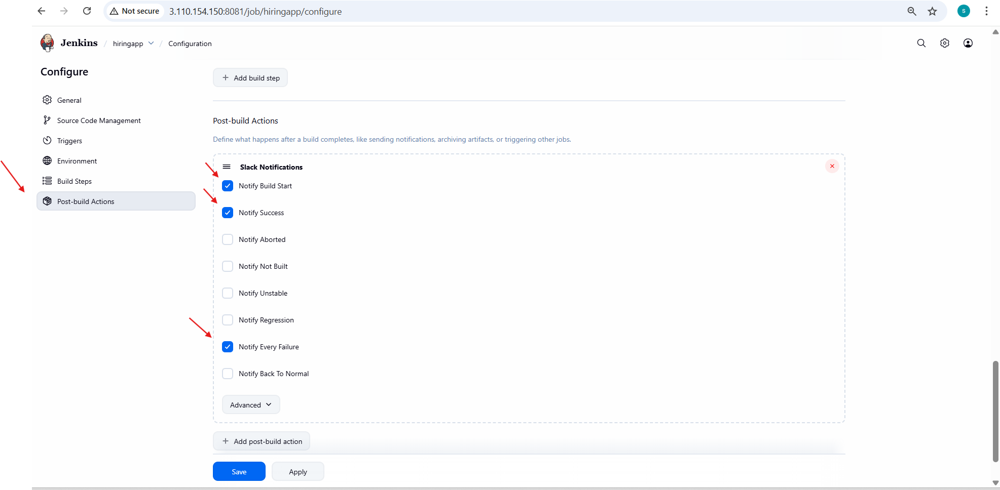 Not secure 3.110.154.150:8081/job/hiringapp/configure
S
Jenkins / hiringapp / Configuration
Configure
General
Source Code Management
Triggers
Environment
Build Steps
Post-build Actions
Add build step
Post-build Actions
Define what happens after a build completes, like sending notifications, archiving artifacts, or triggering other jobs.
Slack Notifications
Notify Build Start
Notify Success
Notify Aborted
Notify Not Built
Notify Unstable
Notify Regression
Notify Every Failure
Notify Back To Normal
Advanced
Add post-build action
Save Apply